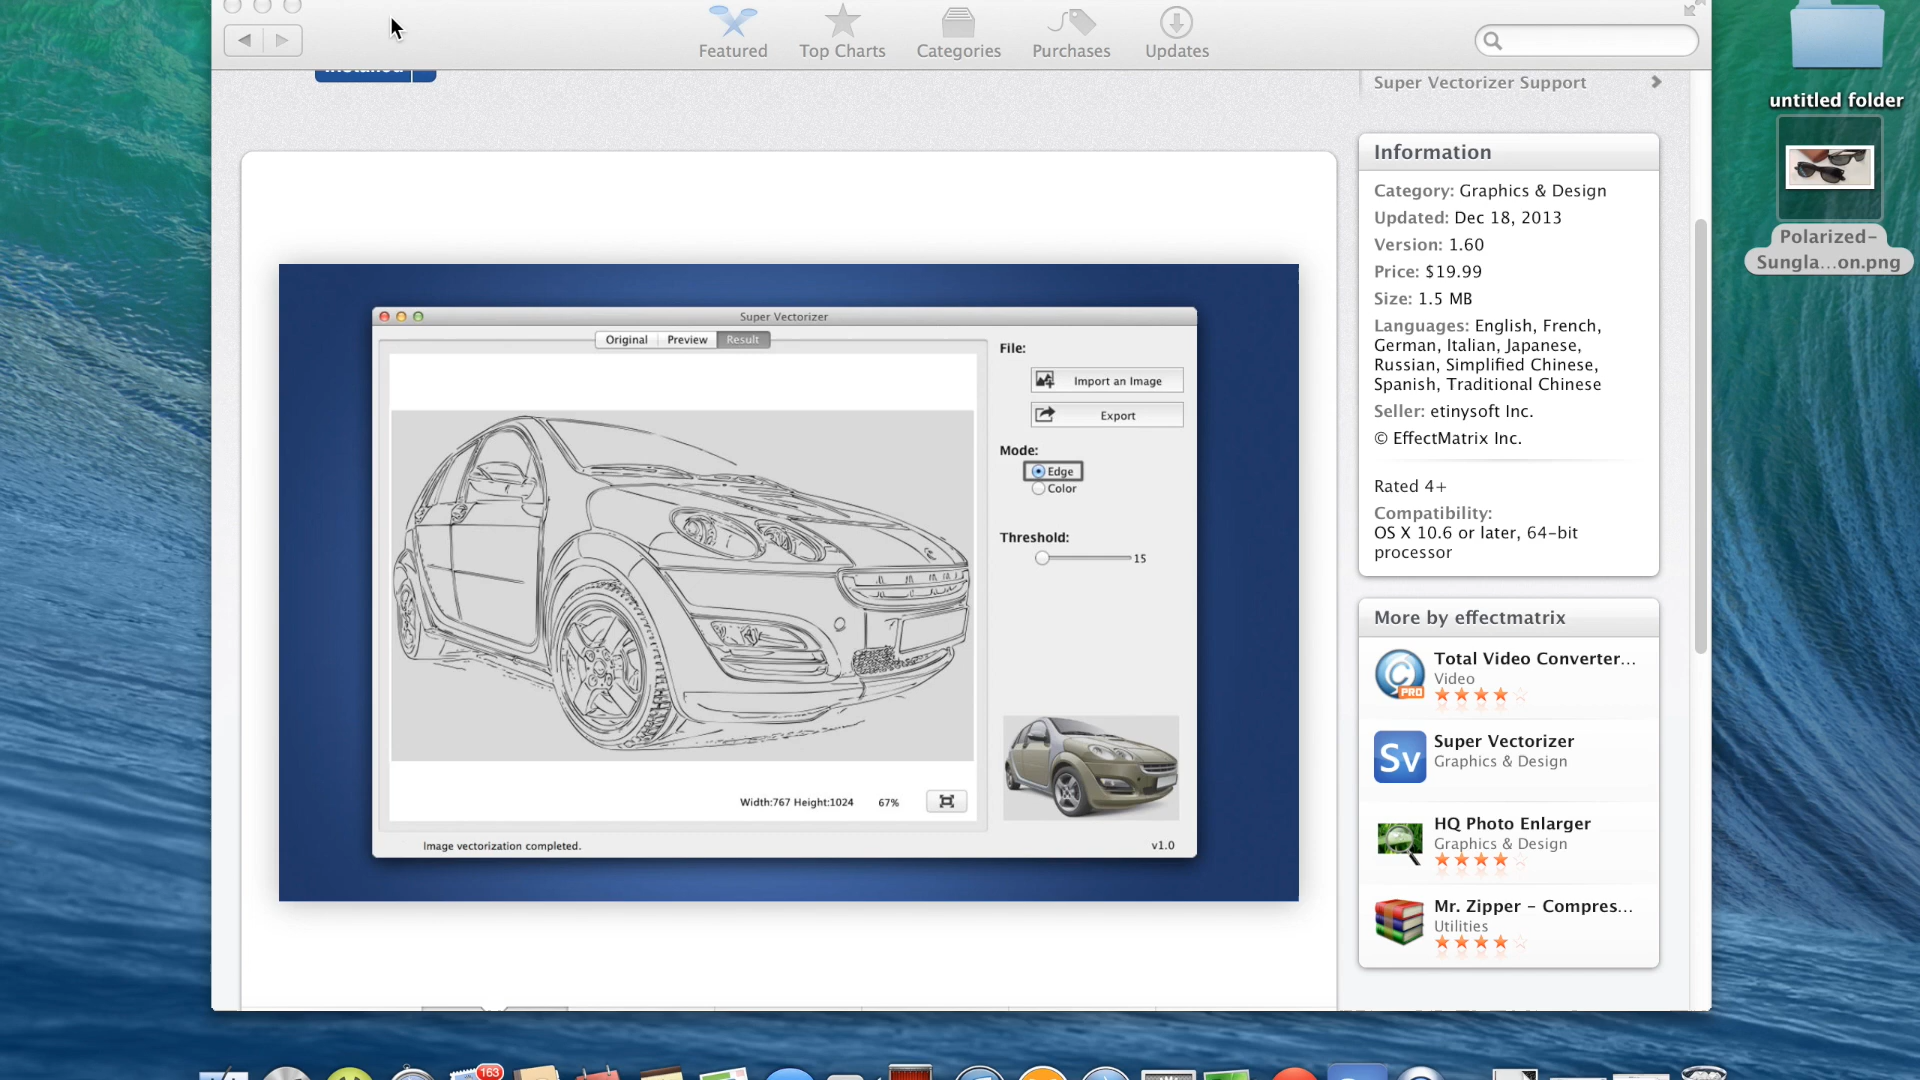 Featured
Top Charts
Categories
Purchases
Updates
Installed
Super Vectorizer Support
untitled folder
Polarized-
Sungla...on.png
Information
Category: Graphics & Design
Updated: Dec 18, 2013
Version: 1.60
Price: $19.99
Size: 1.5 MB
Languages: English, French,
German, Italian, Japanese,
Russian, Simplified Chinese,
Spanish, Traditional Chinese
Seller: etinysoft Inc.
© EffectMatrix Inc.
Rated 4+
Compatibility:
OS X 10.6 or later, 64-bit
processor
Super Vectorizer
Original
Preview
Result
File:
Import an Image
Export
Mode:
Edge
Color
Threshold:
15
Width:767 Height:1024
67%
Image vectorization completed.
v1.0
More by effectmatrix
Total Video Converter...
Video
PRO
Super Vectorizer
Graphics & Design
Sv
HQ Photo Enlarger
Graphics & Design
Mr. Zipper - Compres...
Utilities
163